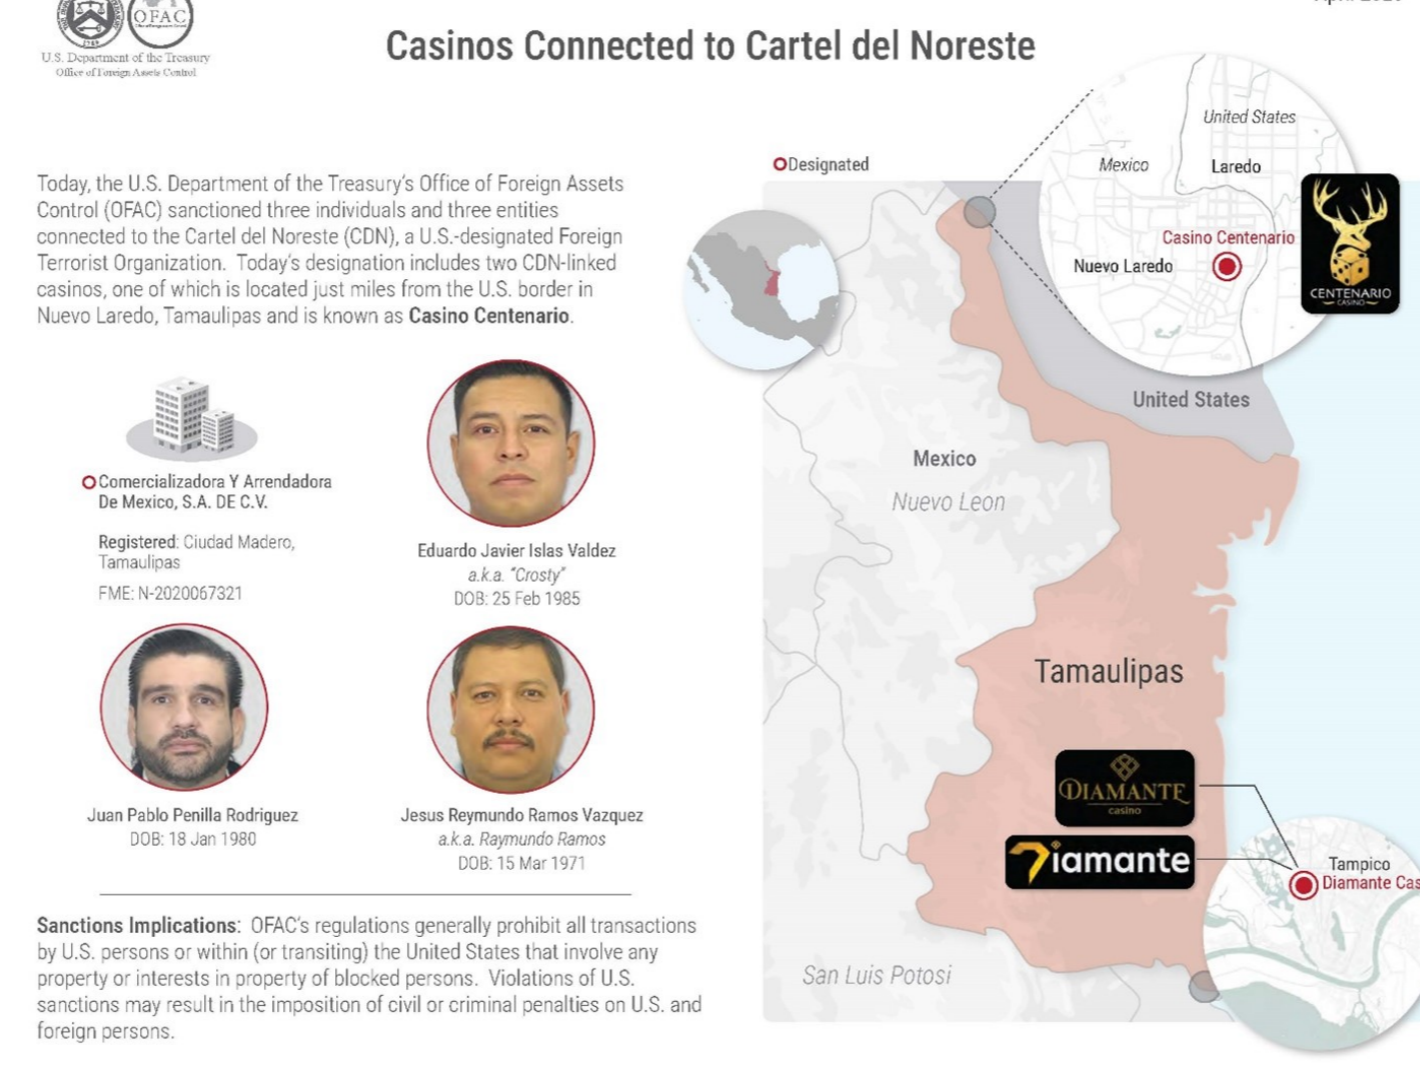 OFAC
U.S. Department of the Treasury
Office of Foreign Assets Control
Casinos Connected to Cartel del Noreste
Today, the U.S. Department of the Treasury's Office of Foreign Assets
Control (OFAC) sanctioned three individuals and three entities
connected to the Cartel del Noreste (CDN), a U.S.-designated Foreign
Terrorist Organization. Today's designation includes two CDN-linked
casinos, one of which is located just miles from the U.S. border in
Nuevo Laredo, Tamaulipas and is known as Casino Centenario.
Comercializadora Y Arrendadora
De Mexico, S.A. DE C.V.
Registered: Ciudad Madero,
Tamaulipas
FME: N-2020067321
Eduardo Javier Islas Valdez
a.k.a. "Crosty"
DOB: 25 Feb 1985
Juan Pablo Penilla Rodriguez
DOB: 18 Jan 1980
Jesus Reymundo Ramos Vazquez
a.k.a. Raymundo Ramos
DOB: 15 Mar 1971
Sanctions Implications: OFAC's regulations generally prohibit all transactions
by U.S. persons or within (or transiting) the United States that involve any
property or interests in property of blocked persons. Violations of U.S.
sanctions may result in the imposition of civil or criminal penalties on U.S. and
foreign persons.
Designated
United States
Mexico
Laredo
Casino Centenario
Nuevo Laredo
CENTENARIO
CASINO
United States
Mexico
Nuevo Leon
Tamaulipas
DIAMANTE
casino
Diamante
Tampico
Diamante Cas
San Luis Potosi